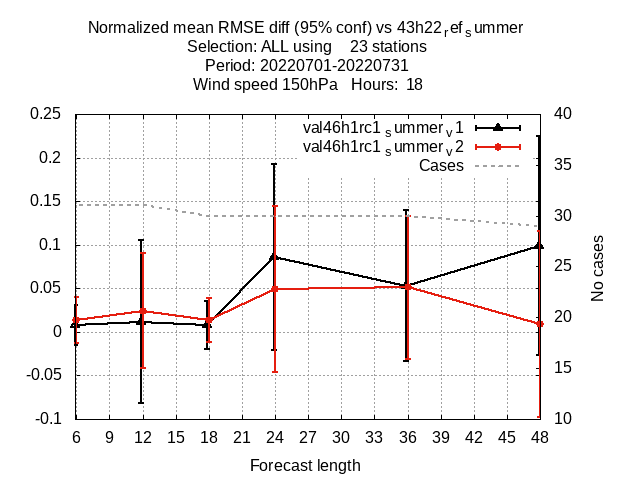 Normalized mean RMSE diff (95% conf) vs 43h22refsummer
Selection: ALL using 23 stations
Period: 20220701-20220731
Wind speed 150hPa Hours: 18
0.25
0.2
0.15
0.1
0.05
0
-0.05
-0.1
40
35
30
25
20
15
10
No cases
val46h1rc1summerv1
val46h1rc1summerv2
Cases
6 9 12 15 18 21 24 27 30 33 36 39 42 45 48
Forecast length